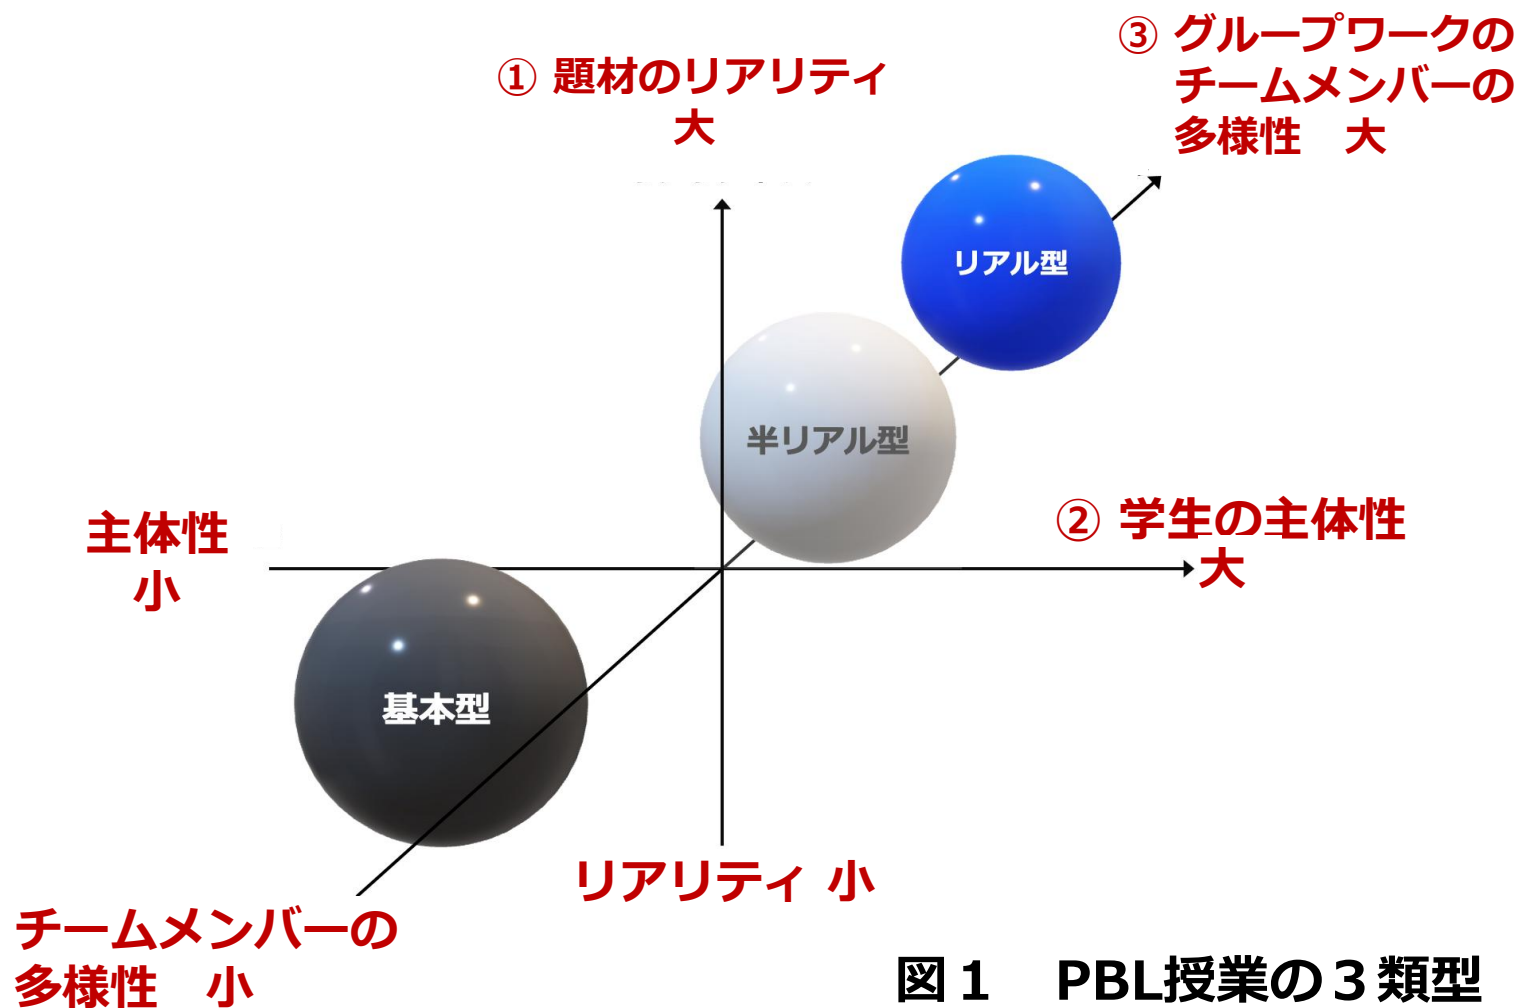 ③ グループワークの
チームメンバーの
多様性 大
① 題材のリアリティ
大
リアル型
半リアル型
② 学生の主体性
大
主体性
小
基本型
リアリティ 小
チームメンバーの
多様性 小
図１ PBL授業の３類型